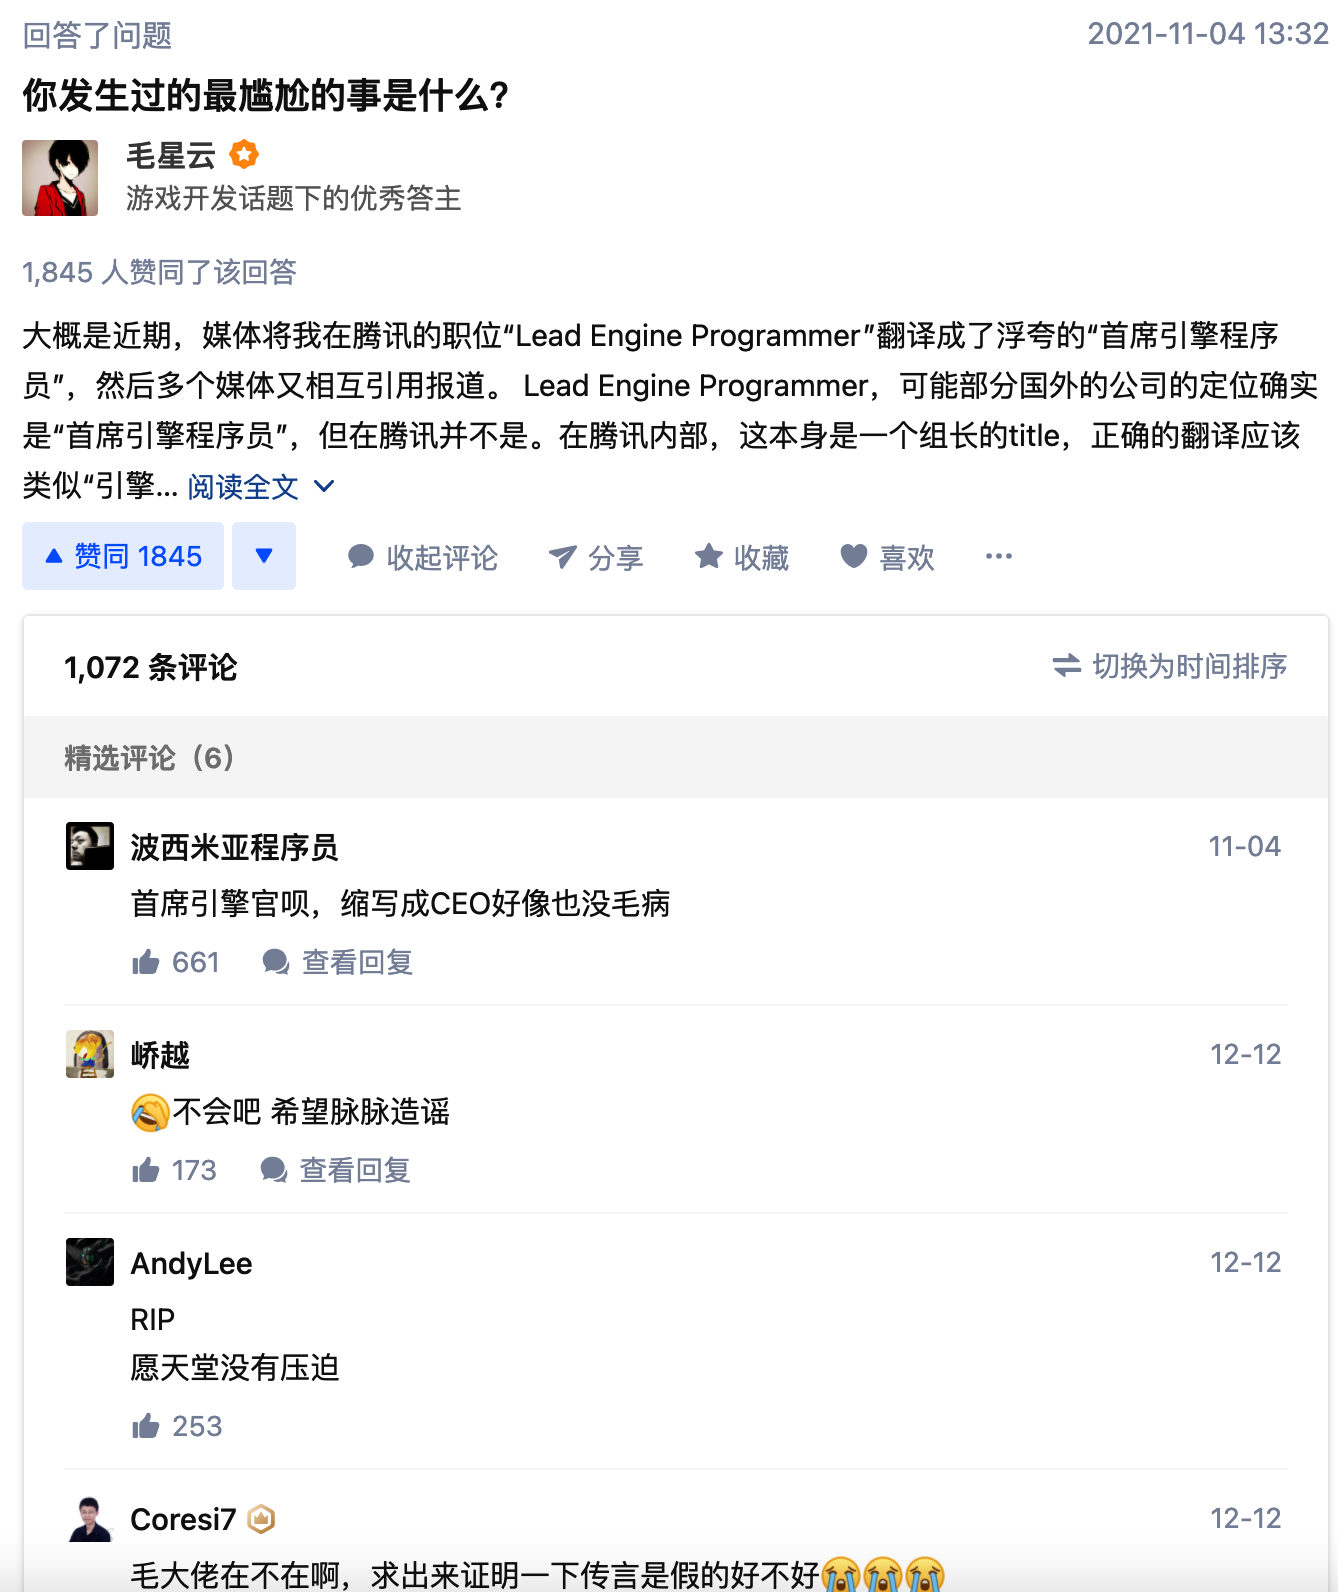 回答了问题
2021-11-04 13:32
你发生过的最尴尬的事是什么？
毛星云
游戏开发话题下的优秀答主
1,845 人赞同了该回答
大概是近期，媒体将我在腾讯的职位“Lead Engine Programmer”翻译成了浮夸的“首席引擎程序
员”，然后多个媒体又相互引用报道。 Lead Engine Programmer，可能部分国外的公司的定位确实
是“首席引擎程序员”，但在腾讯并不是。在腾讯内部，这本身是一个组长的title，正确的翻译应该
类似“引擎... 阅读全文
赞同 1845
收起评论
分享
收藏
喜欢
···
1,072 条评论
切换为时间排序
精选评论（6）
波西米亚程序员
11-04
首席引擎官呗，缩写成CEO好像也没毛病
661
查看回复
峤越
12-12
🤣不会吧 希望脉脉造谣
173
查看回复
AndyLee
12-12
RIP
愿天堂没有压迫
253
Coresi7
12-12
毛大佬在不在啊，求出来证明一下传言是假的好不好😭😭😭